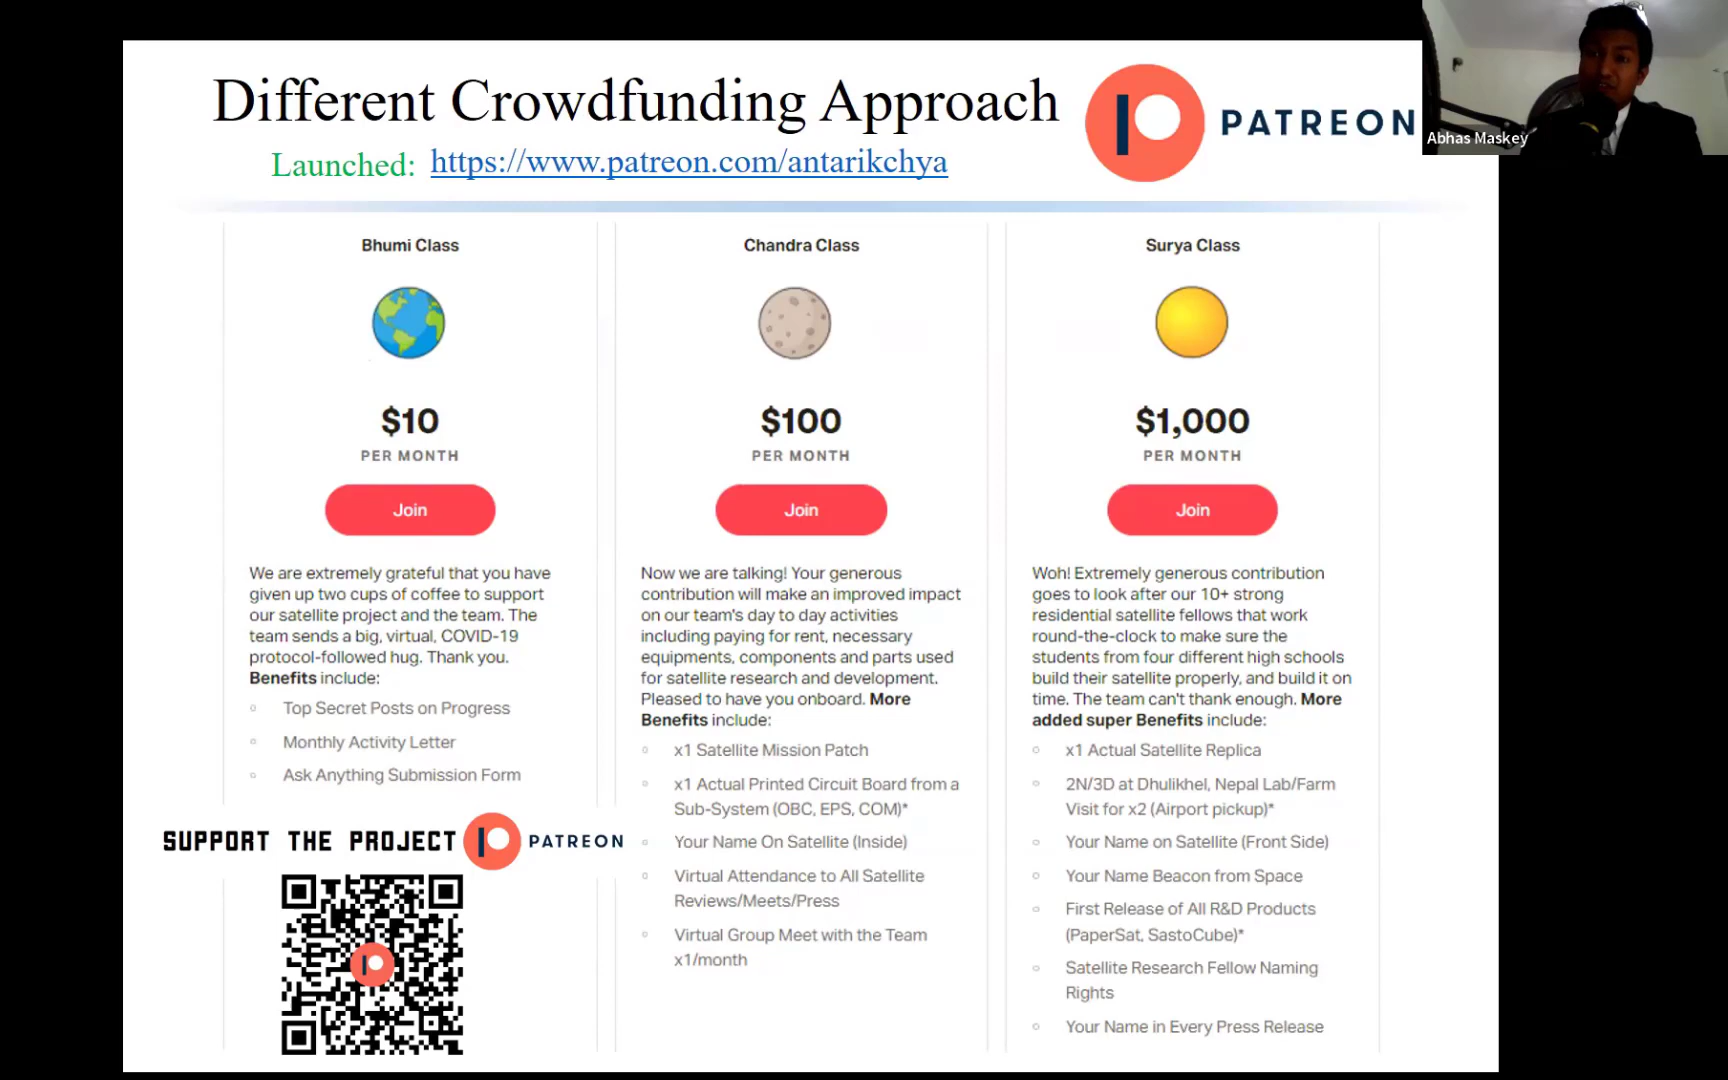 Different Crowdfunding Approach
PATREON
Abhas Maskey
Launched: https://www.patreon.com/antarikchya
Bhumi Class
$10
PER MONTH
Join
We are extremely grateful that you have
given up two cups of coffee to support
our satellite project and the team. The
team sends a big, virtual, COVID-19
protocol-followed hug. Thank you.
Benefits include:
Top Secret Posts on Progress
Monthly Activity Letter
Ask Anything Submission Form
SUPPORT THE PROJECT PATREON
Chandra Class
$100
PER MONTH
Join
Now we are talking! Your generous
contribution will make an improved impact
on our team's day to day activities
including paying for rent, necessary
equipments, components and parts used
for satellite research and development.
Pleased to have you onboard. More
Benefits include:
x1 Satellite Mission Patch
x1 Actual Printed Circuit Board from a
Sub-System (OBC, EPS, COM)*
Your Name On Satellite (Inside)
Virtual Attendance to All Satellite
Reviews/Meets/Press
Virtual Group Meet with the Team
x1/month
Surya Class
$1,000
PER MONTH
Join
Woh! Extremely generous contribution
goes to look after our 10+ strong
residential satellite fellows that work
round-the-clock to make sure the
students from four different high schools
build their satellite properly, and build it on
time. The team can't thank enough. More
added super Benefits include:
x1 Actual Satellite Replica
2N/3D at Dhulikhel, Nepal Lab/Farm
Visit for x2 (Airport pickup)*
Your Name on Satellite (Front Side)
Your Name Beacon from Space
First Release of All R&D Products
(PaperSat, SastoCube)*
Satellite Research Fellow Naming
Rights
Your Name in Every Press Release